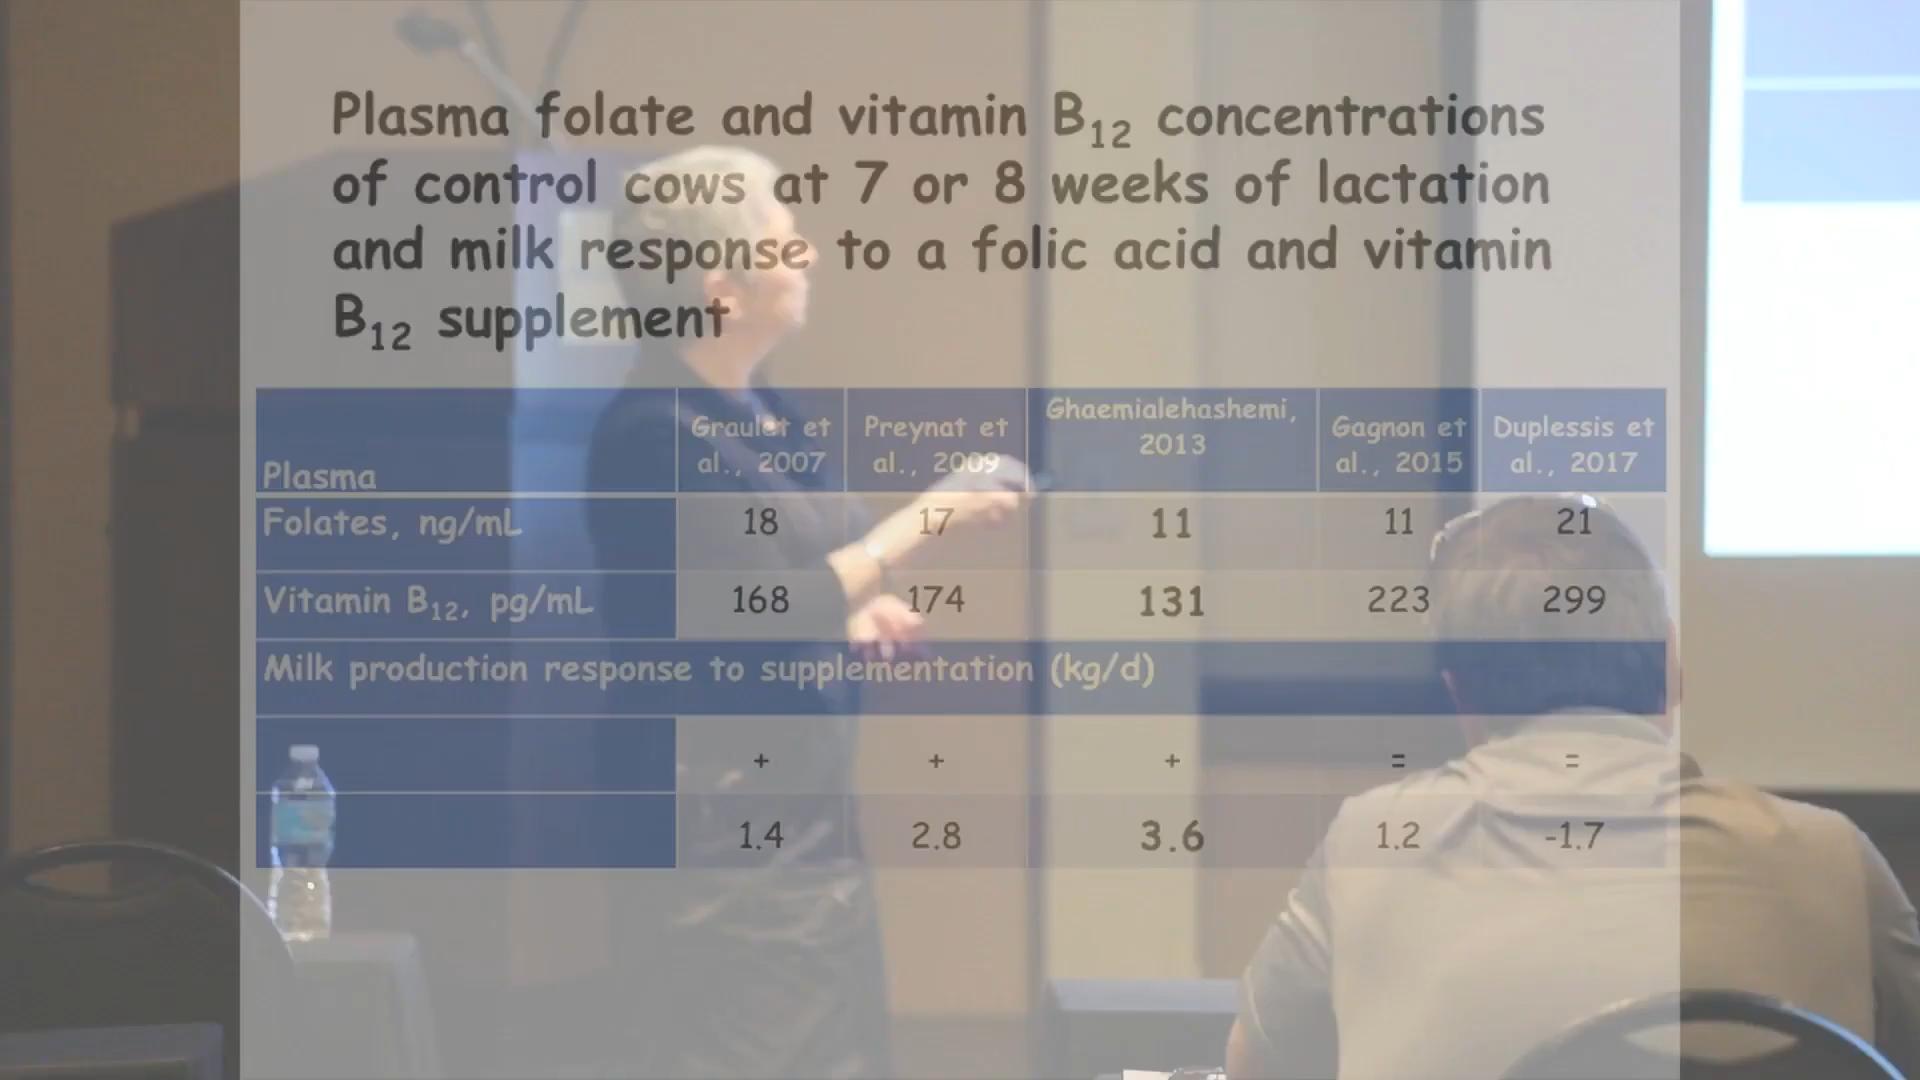 Plasma folate and vitamin B₁₂ concentrations
of control cows at 7 or 8 weeks of lactation
and milk response to a folic acid and vitamin
B₁₂ supplement
Plasma Graulet et al., 2007 Preynat et al., 2009 Ghaemialehashemi, 2013 Gagnon et al., 2015 Duplessis et al., 2017
Folates, ng/mL 18 17 11 11 21
Vitamin B₁₂, pg/mL 168 174 131 223 299
Milk production response to supplementation (kg/d)
+ + + = =
1.4 2.8 3.6 1.2 -1.7